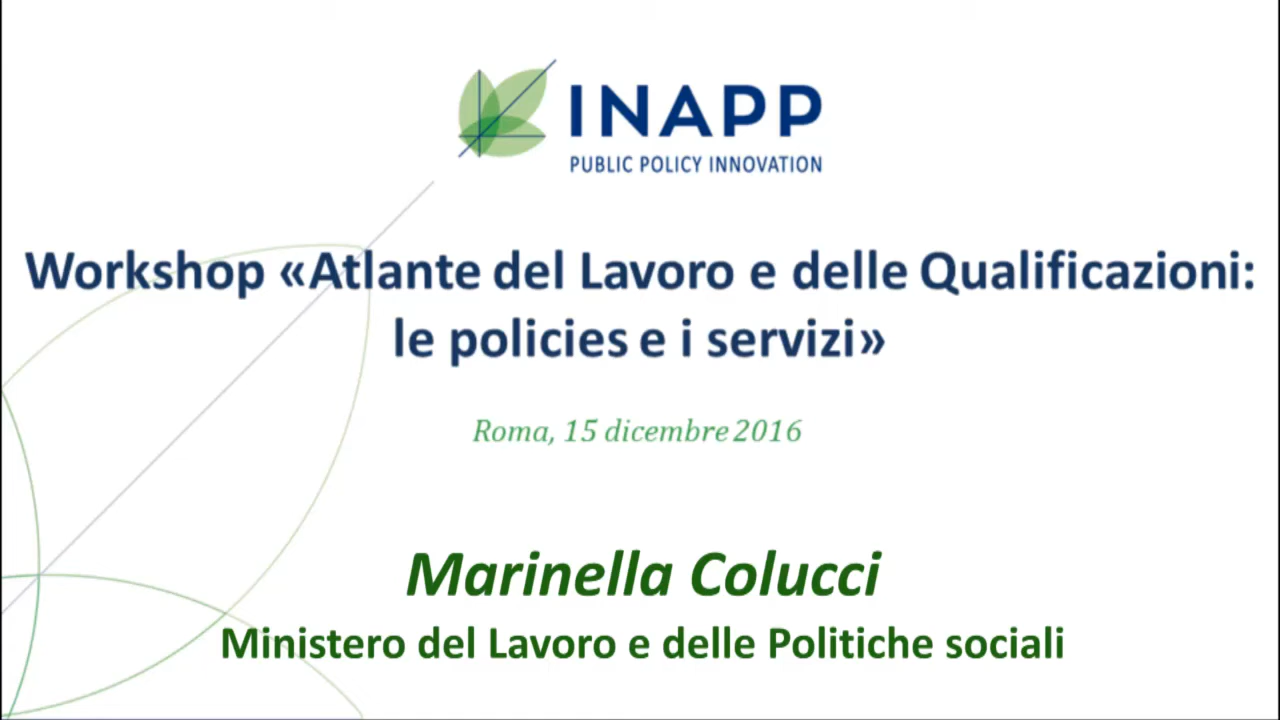 INAPP
PUBLIC POLICY INNOVATION
Workshop «Atlante del Lavoro e delle Qualificazioni:
le policies e i servizi»
Roma, 15 dicembre 2016
Marinella Colucci
Ministero del Lavoro e delle Politiche sociali